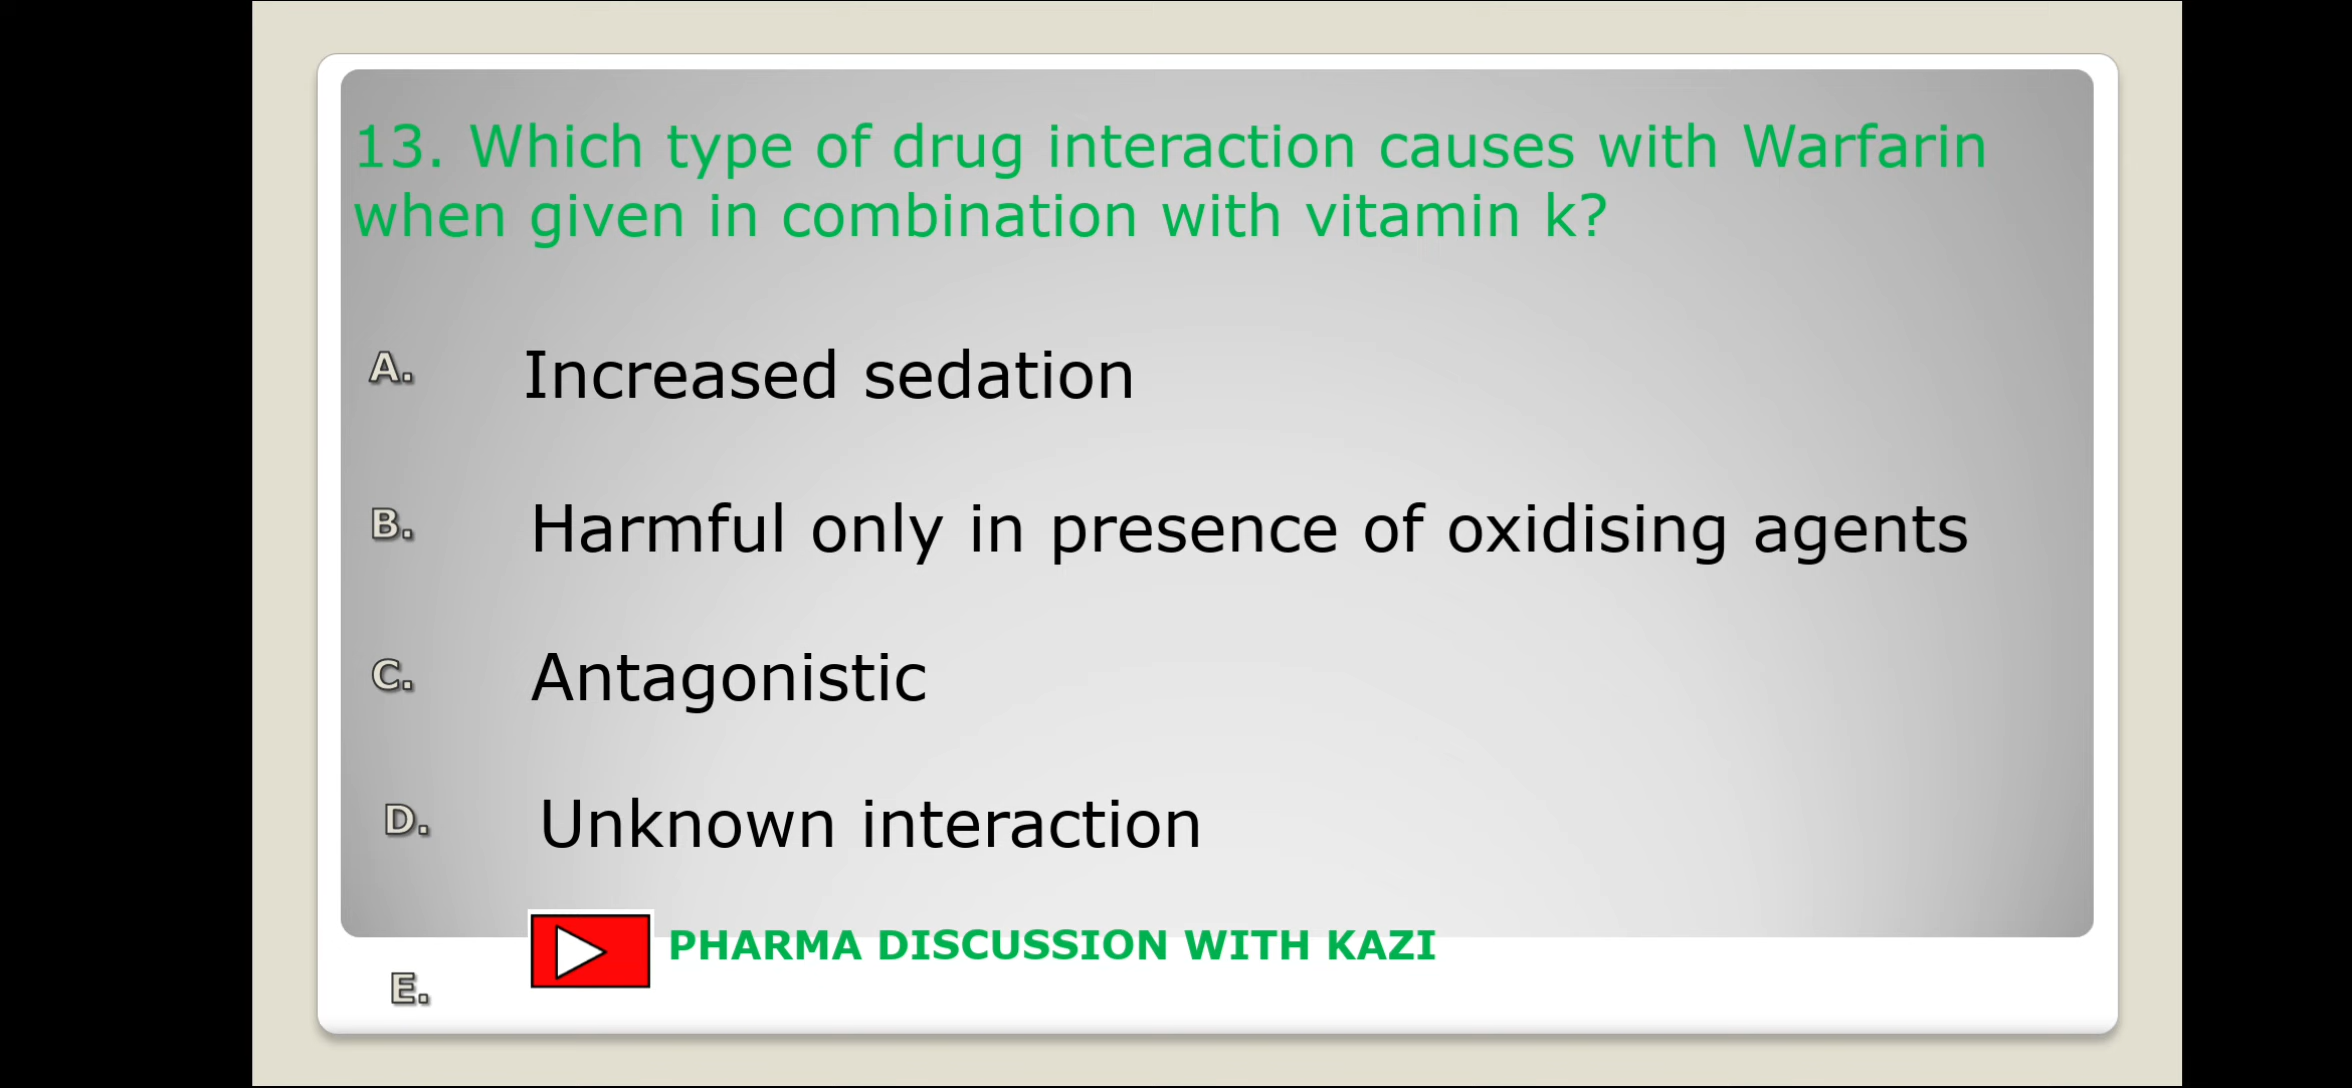 13. Which type of drug interaction causes with Warfarin
when given in combination with vitamin k?
A. Increased sedation
B. Harmful only in presence of oxidising agents
C. Antagonistic
D. Unknown interaction
PHARMA DISCUSSION WITH KAZI
E.